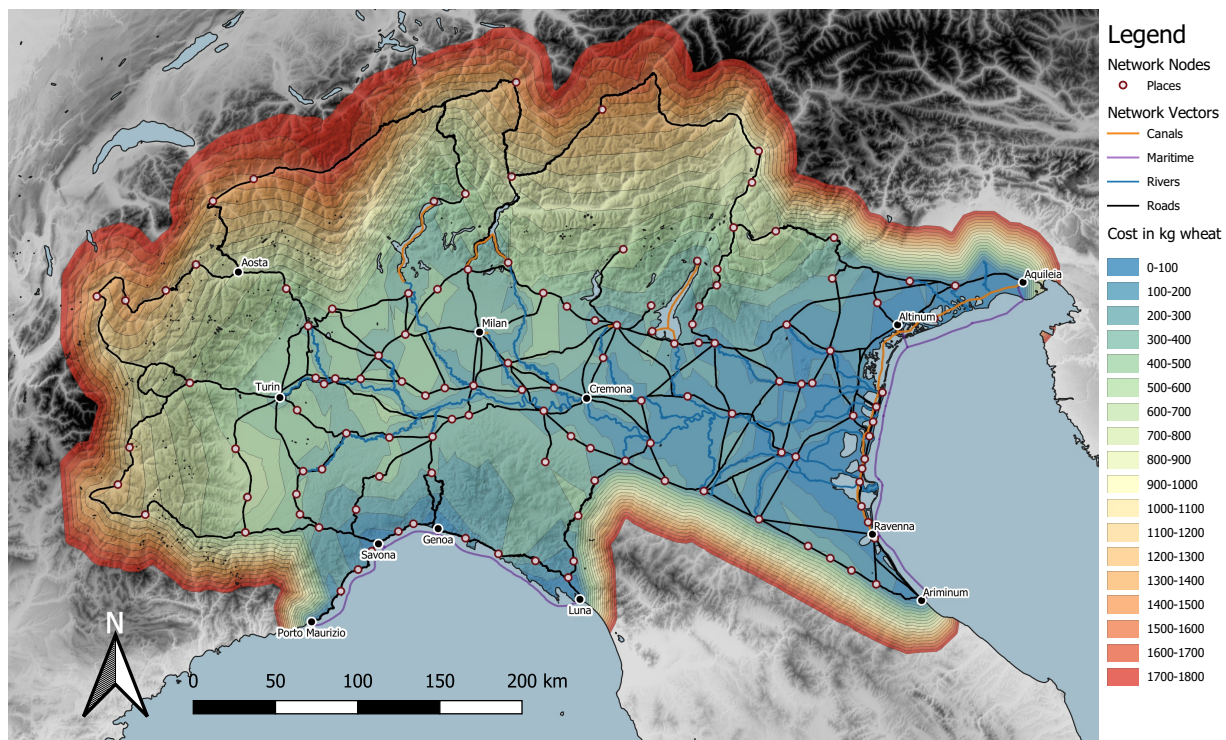 Legend
Network Nodes
Places
Network Vectors
Canals
Maritime
Rivers
Roads
Cost in kg wheat
0-100
100-200
200-300
300-400
400-500
500-600
600-700
700-800
800-900
900-1000
1000-1100
1100-1200
1200-1300
1300-1400
1400-1500
1500-1600
1600-1700
1700-1800
Aosta
Aquileia
Altinum
Milan
Turin
Cremona
Ravenna
Genoa
Savona
Ariminum
Luna
Porto Maurizio
N
0 50 100 150 200 km